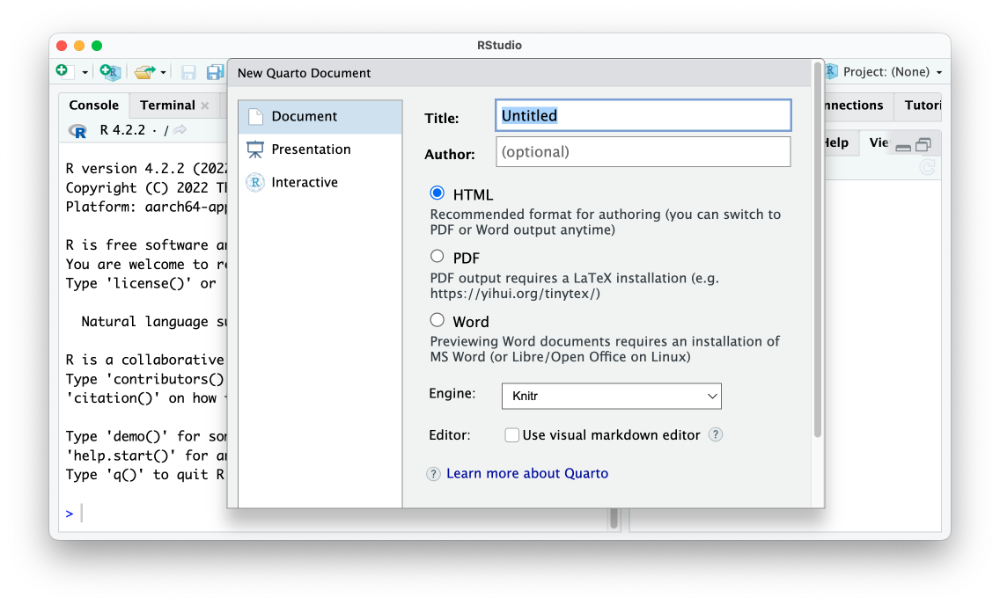 RStudio
New Quarto Document
Project: (None)
Console
Terminal
nnections
Tutori
R 4.2.2 · /
Help
Vie
Document
Presentation
Interactive
Title:
Untitled
Author:
(optional)
HTML
Recommended format for authoring (you can switch to
PDF or Word output anytime)
PDF
PDF output requires a LaTeX installation (e.g.
https://yihui.org/tinytex/)
Word
Previewing Word documents requires an installation of
MS Word (or Libre/Open Office on Linux)
Engine:
Knitr
Editor:
Use visual markdown editor ?
? Learn more about Quarto
R version 4.2.2 (2022
Copyright (C) 2022 Th
Platform: aarch64-app
R is free software an
You are welcome to re
Type 'license()' or
Natural language su
R is a collaborative
Type 'contributors()
'citation()' on how
Type 'demo()' for som
'help.start()' for an
Type 'q()' to quit R
>